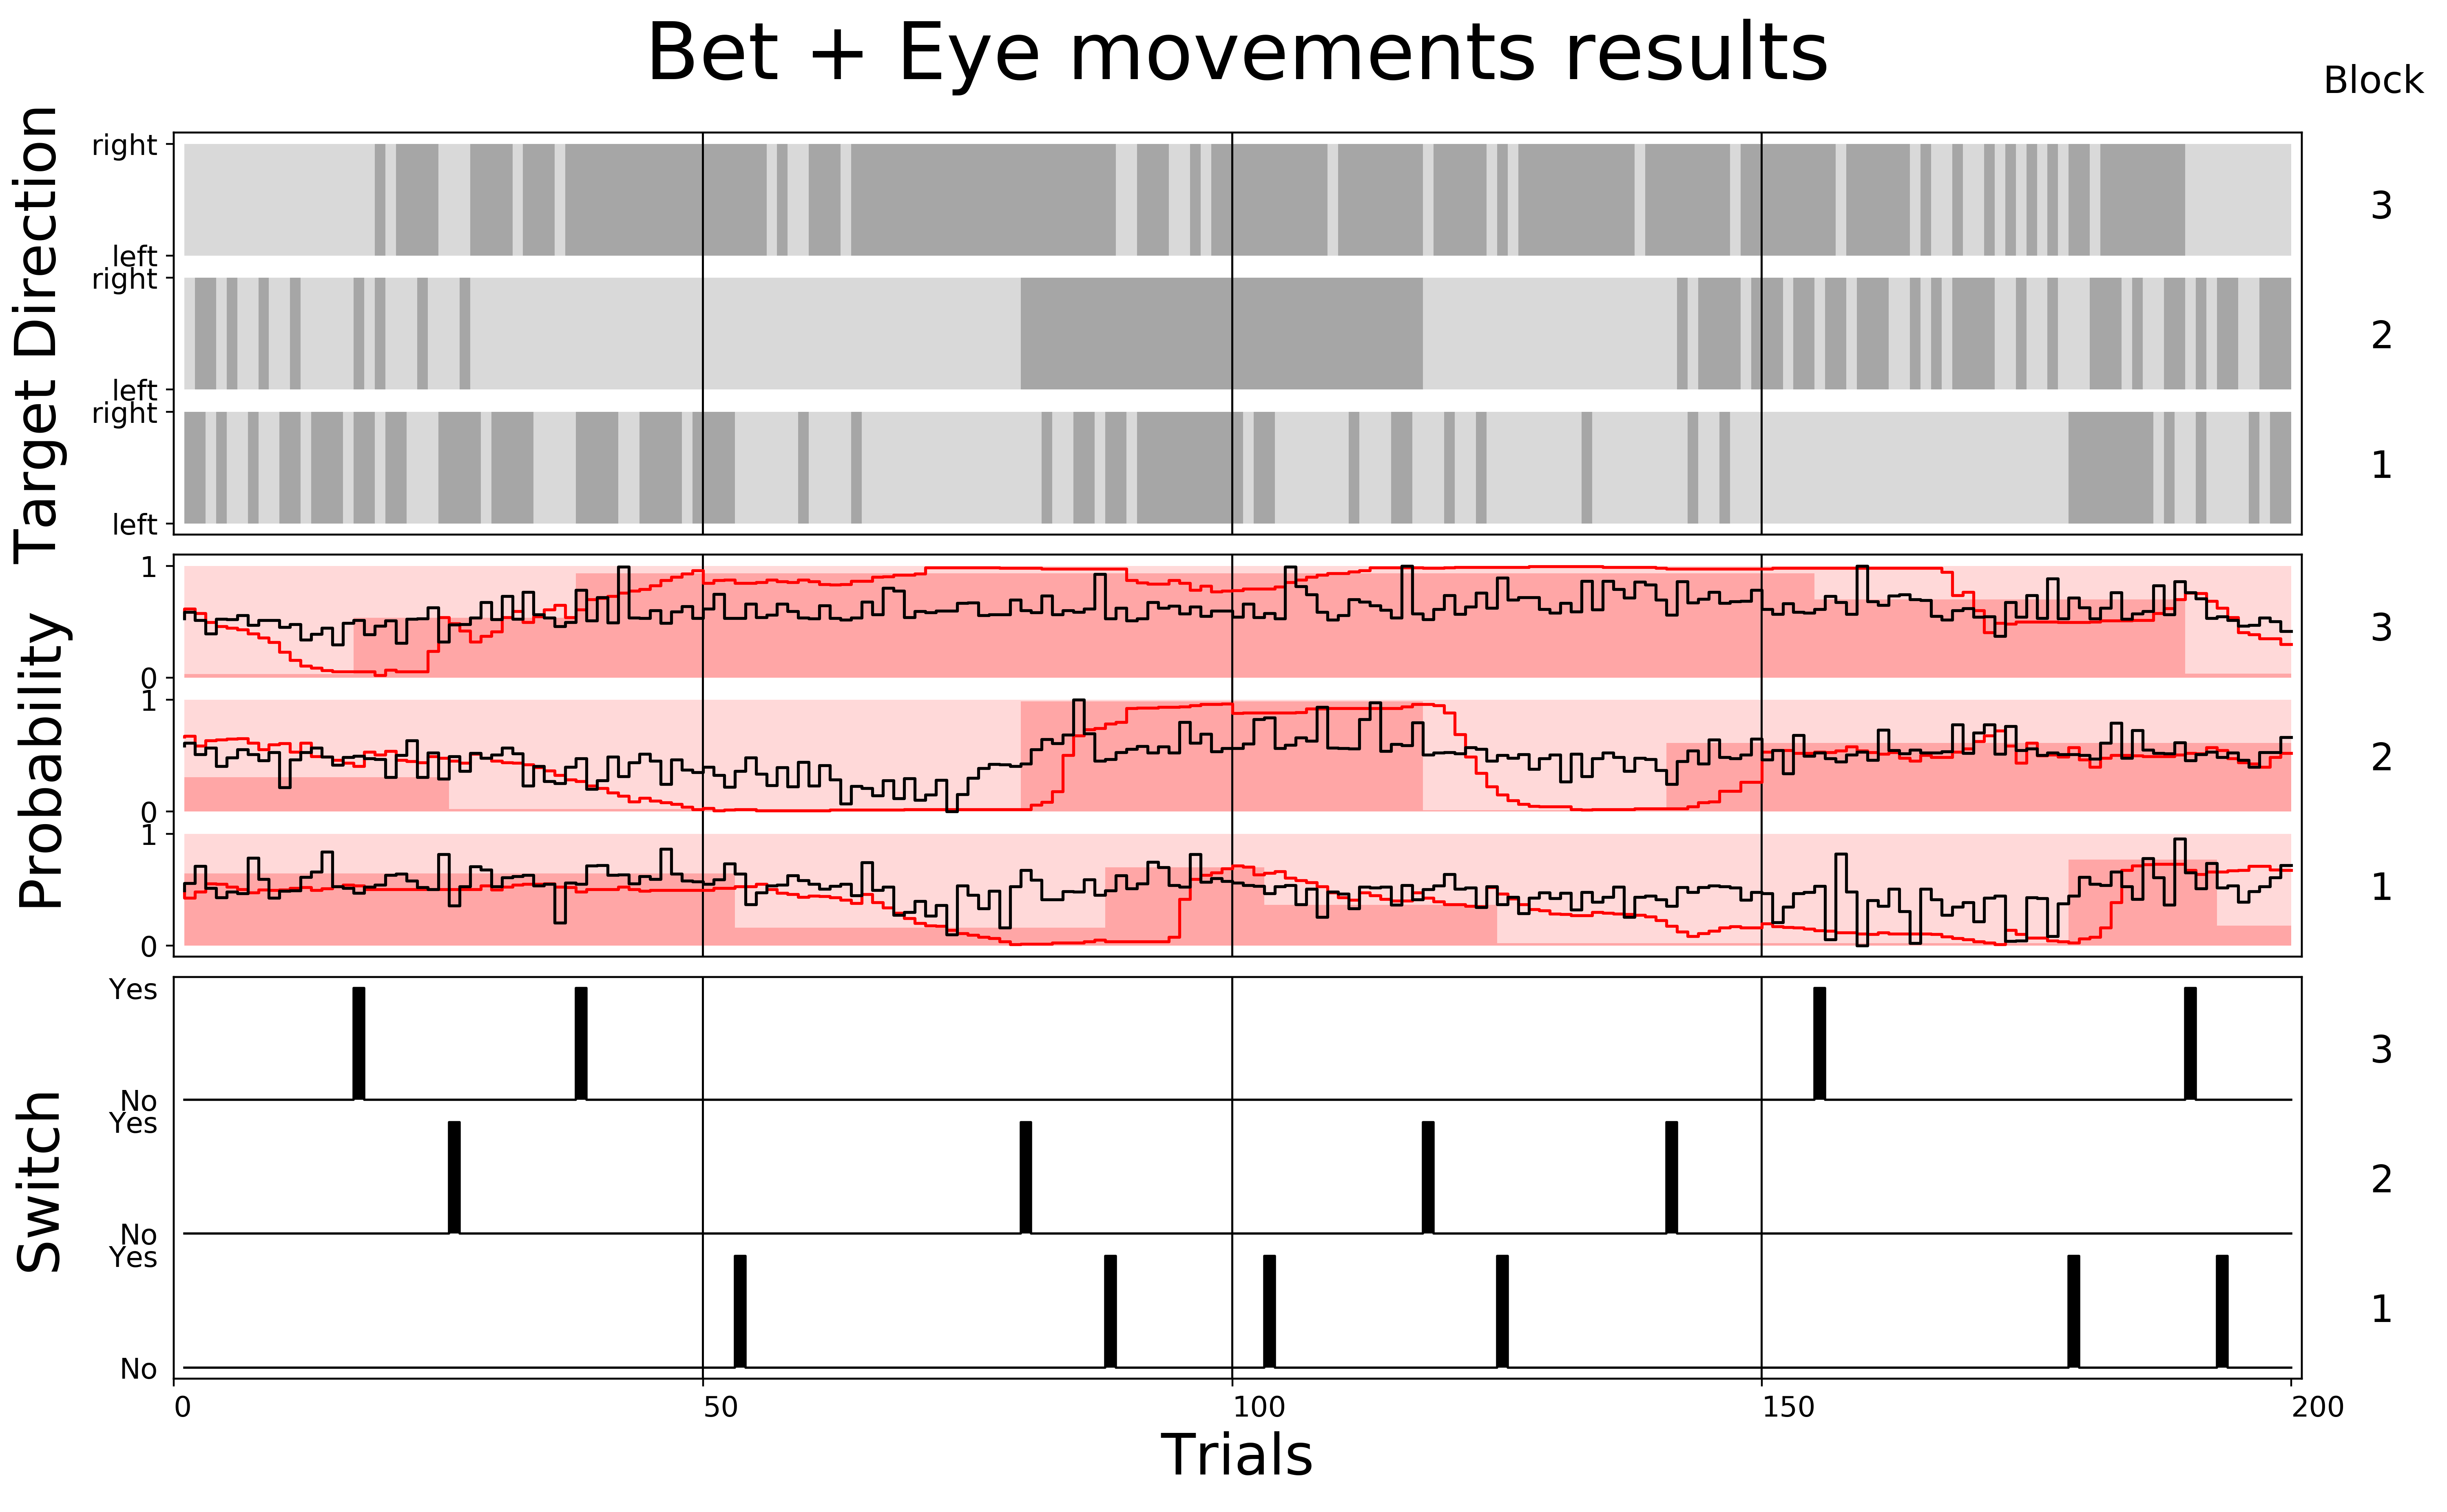 Bet + Eye movements results
Block
Target Direction
right
left
3
right
left
2
right
left
1
Probability
1
0
3
1
0
2
1
0
1
Switch
Yes
No
3
Yes
No
2
Yes
No
1
0 50 100 150 200
Trials